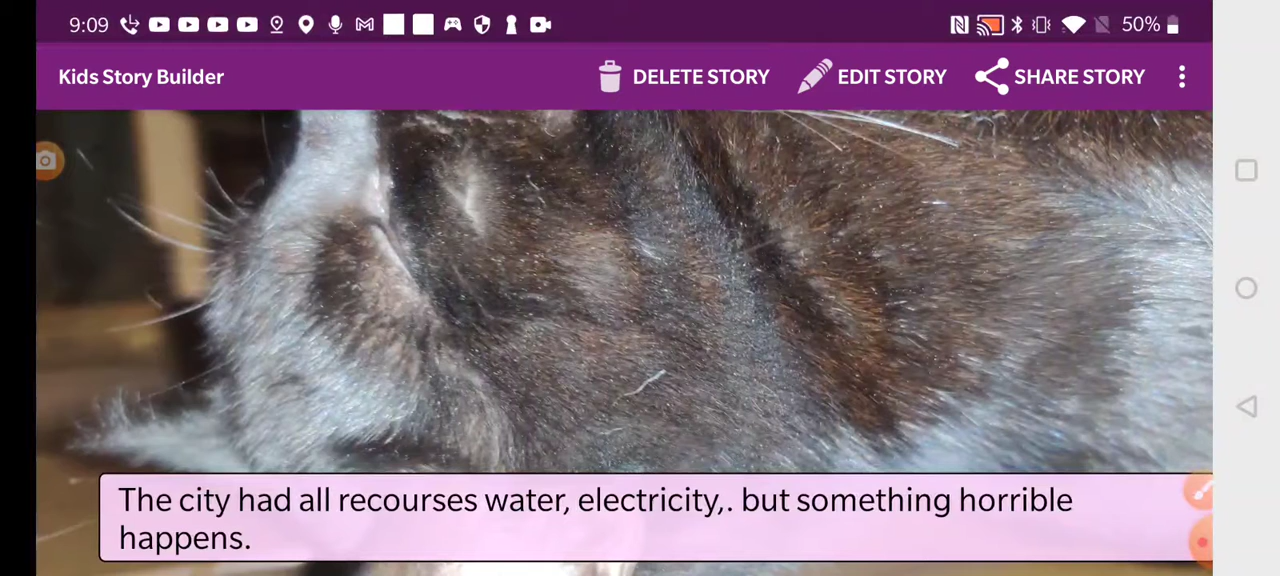 9:09
50%
Kids Story Builder
DELETE STORY
EDIT STORY
SHARE STORY
The city had all recourses water, electricity,. but something horrible
happens.